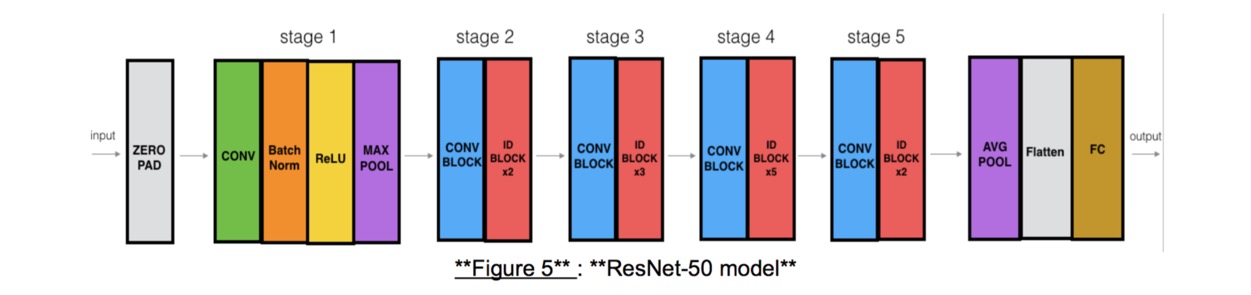 stage 1
stage 2
stage 3
stage 4
stage 5
input
ZERO
PAD
CONV
Batch
Norm
ReLU
MAX
POOL
CONV
BLOCK
ID
BLOCK
x2
CONV
BLOCK
ID
BLOCK
x3
CONV
BLOCK
ID
BLOCK
x5
CONV
BLOCK
ID
BLOCK
x2
AVG
POOL
Flatten
FC
output
**Figure 5** : **ResNet-50 model**